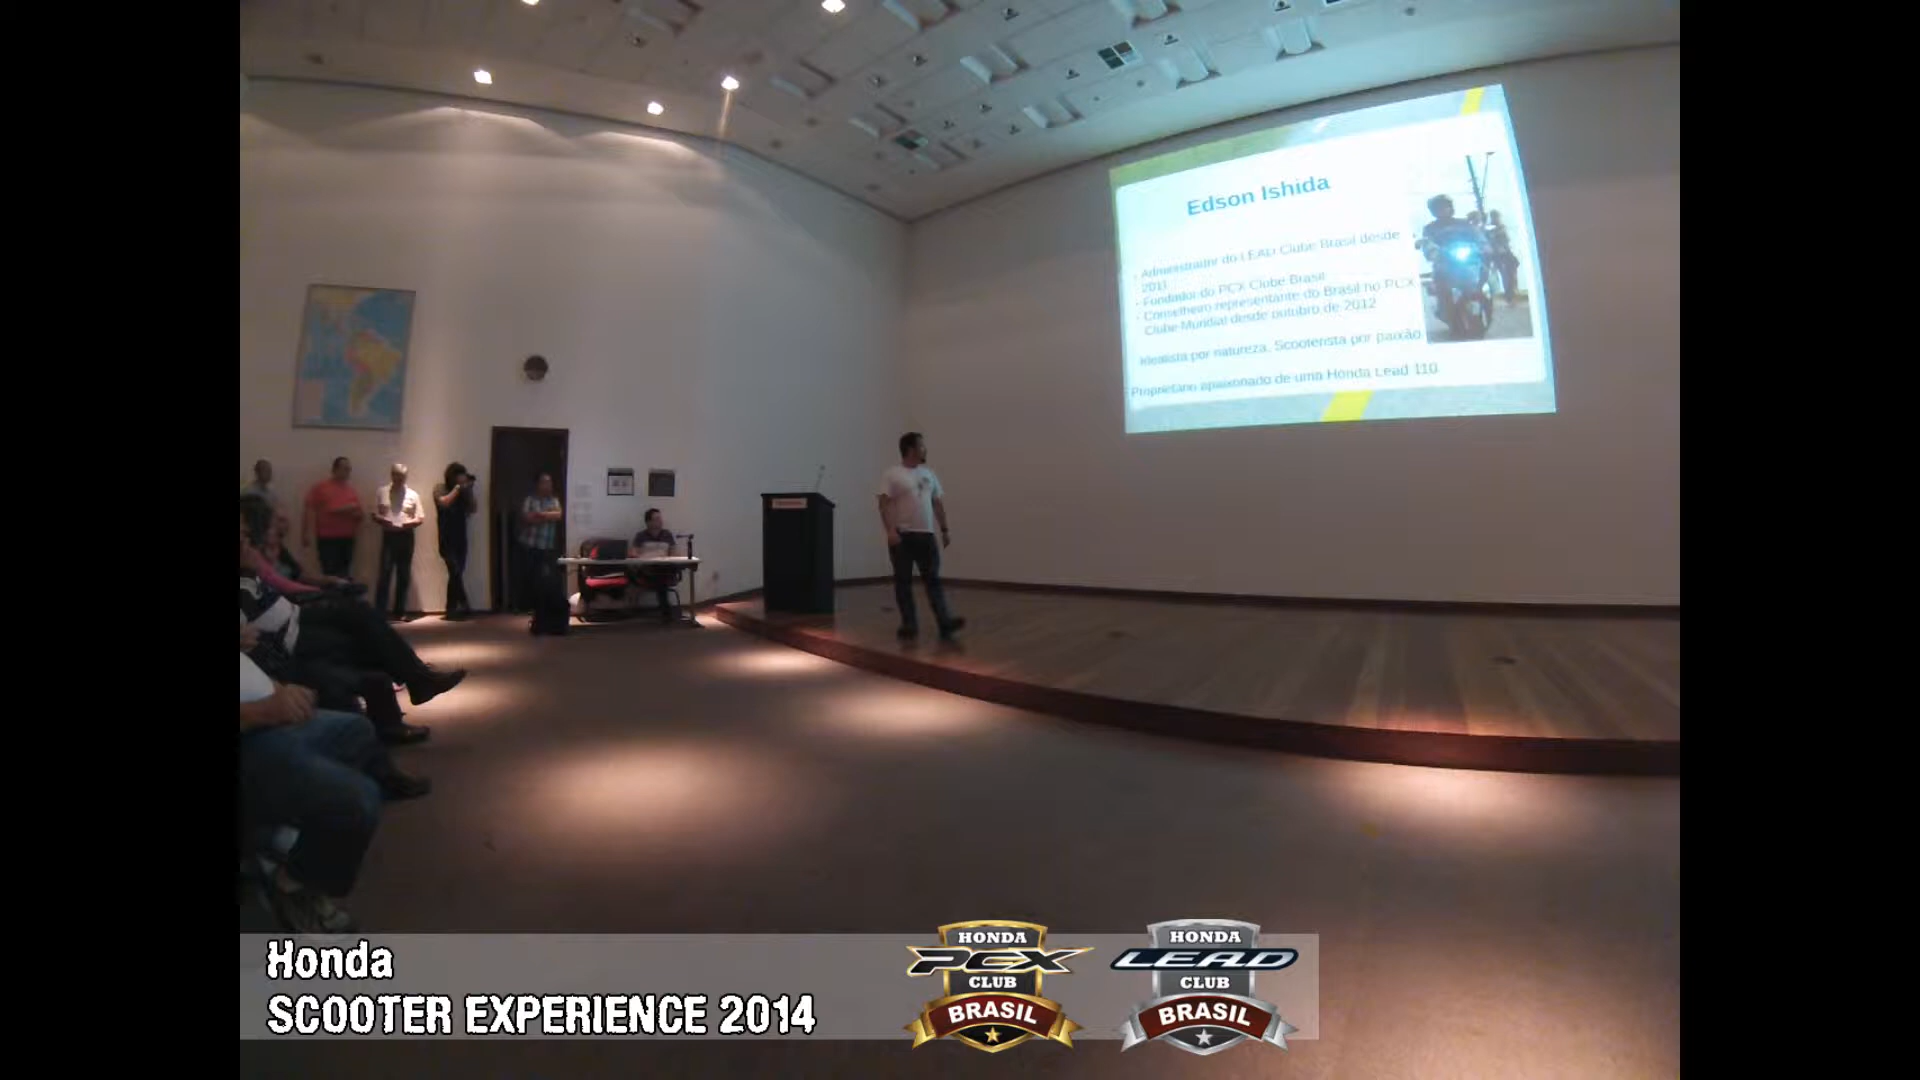 Edson Ishida
- Administrador do LEAD Clube Brasil desde
2011
- Fundador do PCX Clube Brasil
- Conselheiro representante do Brasil no PCX
Clube Mundial desde outubro de 2012
Idealista por natureza, Scooterista por paixão
Proprietário apaixonado de uma Honda Lead 110
Honda
SCOOTER EXPERIENCE 2014
HONDA
PCX
CLUB
BRASIL
HONDA
LEAD
CLUB
BRASIL